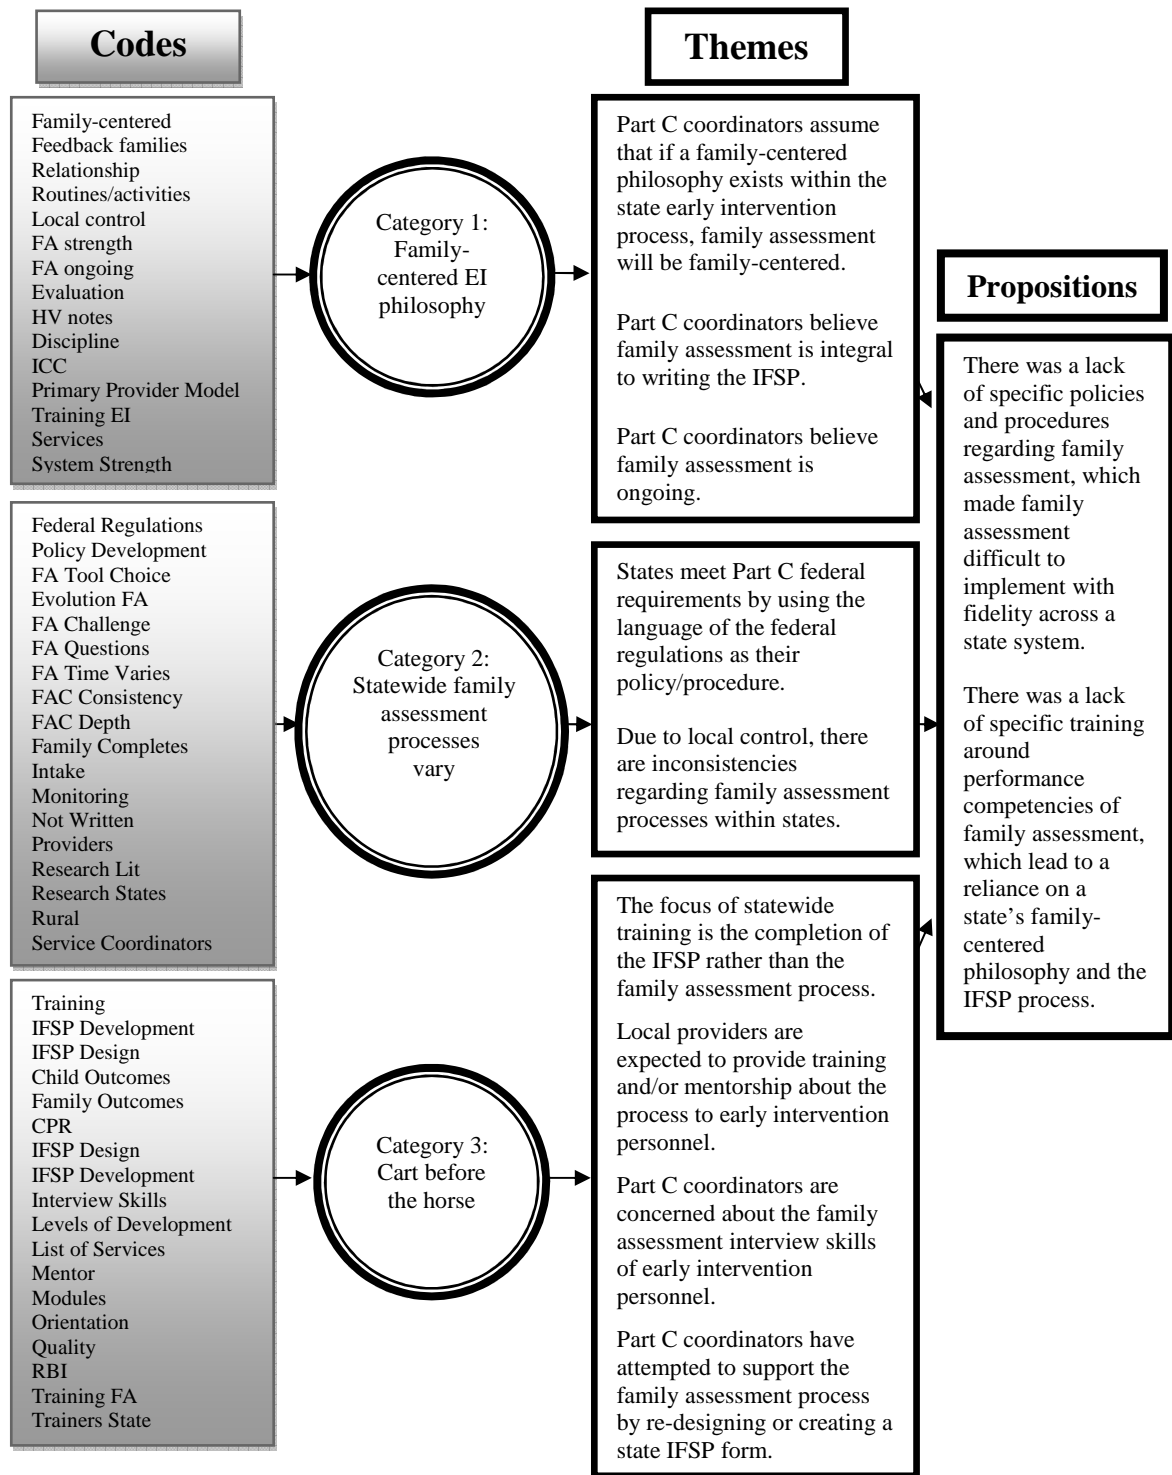 Codes
Family-centered
Feedback families
Relationship
Routines/activities
Local control
FA strength
FA ongoing
Evaluation
HV notes
Discipline
ICC
Primary Provider Model
Training EI
Services
System Strength
Federal Regulations
Policy Development
FA Tool Choice
Evolution FA
FA Challenge
FA Questions
FA Time Varies
FAC Consistency
FAC Depth
Family Completes
Intake
Monitoring
Not Written
Providers
Research Lit
Research States
Rural
Service Coordinators
Training
IFSP Development
IFSP Design
Child Outcomes
Family Outcomes
CPR
IFSP Design
IFSP Development
Interview Skills
Levels of Development
List of Services
Mentor
Modules
Orientation
Quality
RBI
Training FA
Trainers State
Category 1:
Family-
centered EI
philosophy
Category 2:
Statewide family
assessment
processes
vary
Category 3:
Cart before
the horse
Themes
Part C coordinators assume
that if a family-centered
philosophy exists within the
state early intervention
process, family assessment
will be family-centered.
Part C coordinators believe
family assessment is integral
to writing the IFSP.
Part C coordinators believe
family assessment is
ongoing.
States meet Part C federal
requirements by using the
language of the federal
regulations as their
policy/procedure.
Due to local control, there
are inconsistencies
regarding family assessment
processes within states.
The focus of statewide
training is the completion of
the IFSP rather than the
family assessment process.
Local providers are
expected to provide training
and/or mentorship about the
process to early intervention
personnel.
Part C coordinators are
concerned about the family
assessment interview skills
of early intervention
personnel.
Part C coordinators have
attempted to support the
family assessment process
by re-designing or creating a
state IFSP form.
Propositions
There was a lack
of specific policies
and procedures
regarding family
assessment, which
made family
assessment
difficult to
implement with
fidelity across a
state system.
There was a lack
of specific training
around
performance
competencies of
family assessment,
which lead to a
reliance on a
state's family-
centered
philosophy and the
IFSP process.